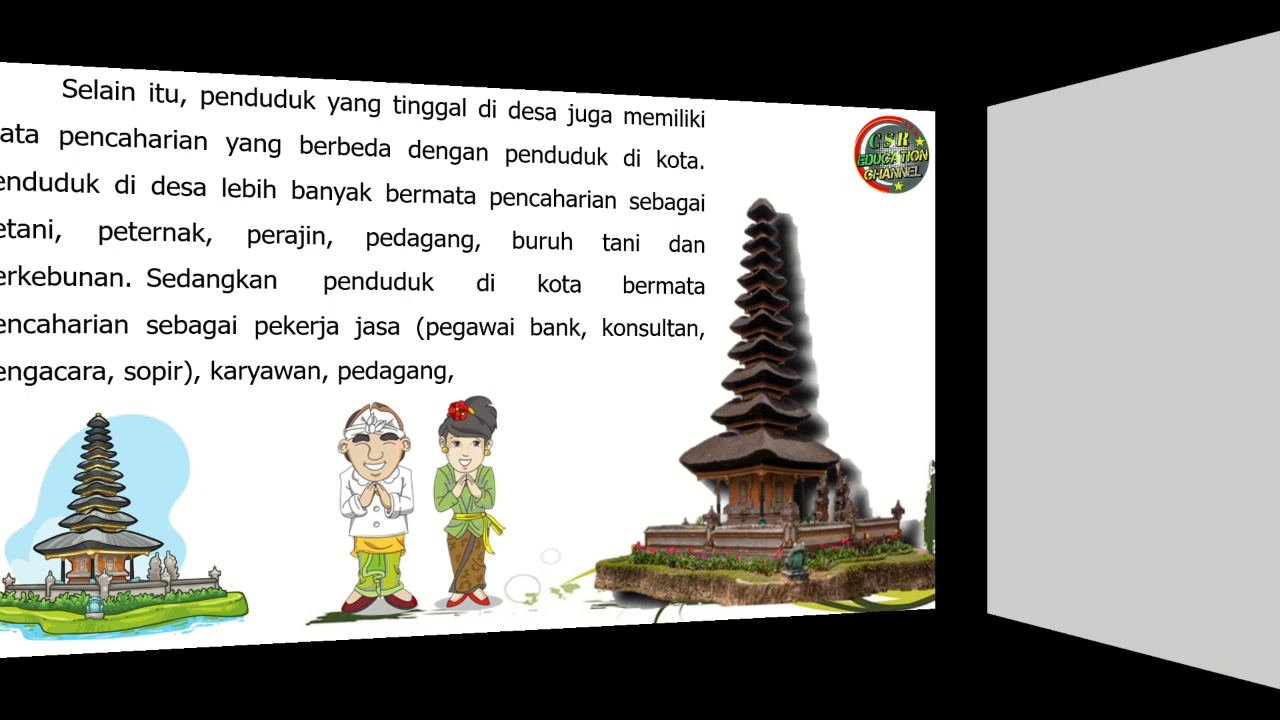 Selain itu, penduduk yang tinggal di desa juga memiliki
ata pencaharian yang berbeda dengan penduduk di kota.
enduduk di desa lebih banyak bermata pencaharian sebagai
etani, peternak, perajin, pedagang, buruh tani dan
erkebunan. Sedangkan penduduk di kota bermata
encaharian sebagai pekerja jasa (pegawai bank, konsultan,
engacara, sopir), karyawan, pedagang,
CSR
EDUCATION
CHANNEL